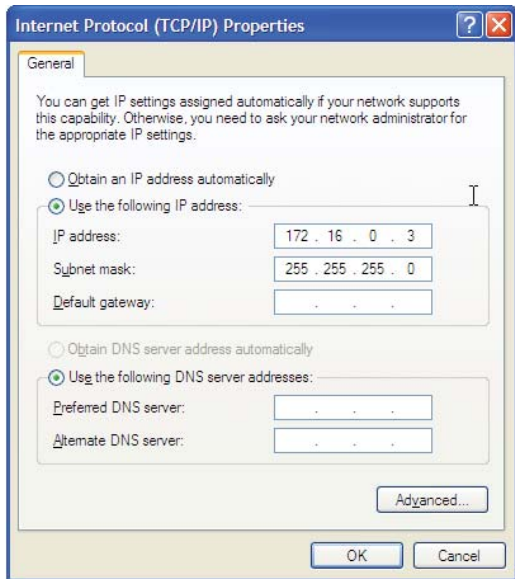 Internet Protocol (TCP/IP) Properties
General
You can get IP settings assigned automatically if your network supports
this capability. Otherwise, you need to ask your network administrator for
the appropriate IP settings.
Obtain an IP address automatically
Use the following IP address:
IP address: 172 . 16 . 0 . 3
Subnet mask: 255 . 255 . 255 . 0
Default gateway: . . .
Obtain DNS server address automatically
Use the following DNS server addresses:
Preferred DNS server: . . .
Alternate DNS server: . . .
Advanced...
OK Cancel